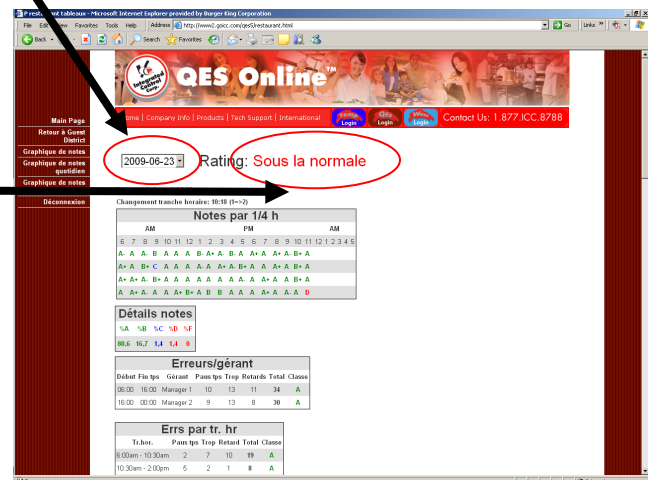 P restaurant tableaux - Microsoft Internet Explorer provided by Burger King Corporation
File Edit View Favorites Tools Help Address http://www2.goicc.com/qes5/restaurant.html Go Links »
Back Search Favorites
Integrated Control Corp.
QES Online™
Home | Company Info | Products | Tech Support | International Login QES Login Login Contact Us: 1.877.ICC.8788
Main Page
Retour à Guest District
Graphique de notes
Graphique de notes quotidien
Graphique de notes
Déconnexion
2009-06-23 Rating: Sous la normale
Changement tranche horaire: 10:18 (1=>2)
Notes par 1/4 h
AM PM AM
6 7 8 9 10 11 12 1 2 3 4 5 6 7 8 9 10 11 12 1 2 3 4 5
A- A A- B A A A B- A+ A- B- A A+ A A+ A- B+ A
A+ A B+ C A A A A- A A+ A- B+ A A A+ A A A
A+ A+ A- B+ A A A A A A A A A+ A A+ A- B+ A
A A+ A- A A A+ B+ A B B A A A A+ A A- A D
Détails notes
%A %B %C %D %F
80,6 16,7 1,4 1,4 0
Erreurs/gérant
Début Fin tps Gérant Paus tps Trop Retards Total Classe
06:00 16:00 Manager 1 10 13 11 34 A
16:00 00:00 Manager 2 9 13 8 30 A
Errs par tr. hr
Tr.hor. Paus tps Trop Retard Total Classe
6:00am - 10:30am 2 7 10 19 A
10:30am - 2:00pm 5 2 1 8 A